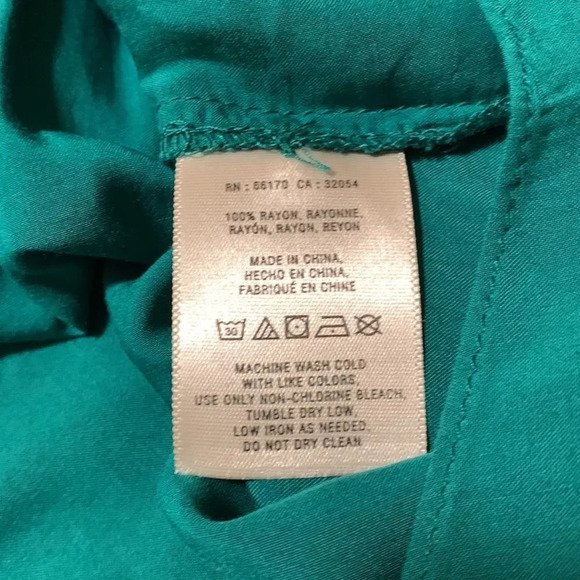 RN : 66170 CA : 32054
100% RAYON, RAYONNE,
RAYÓN, RAYON, REYON
MADE IN CHINA,
HECHO EN CHINA,
FABRIQUÉ EN CHINE
30
MACHINE WASH COLD
WITH LIKE COLORS,
USE ONLY NON-CHLORINE BLEACH,
TUMBLE DRY LOW,
LOW IRON AS NEEDED.
DO NOT DRY CLEAN